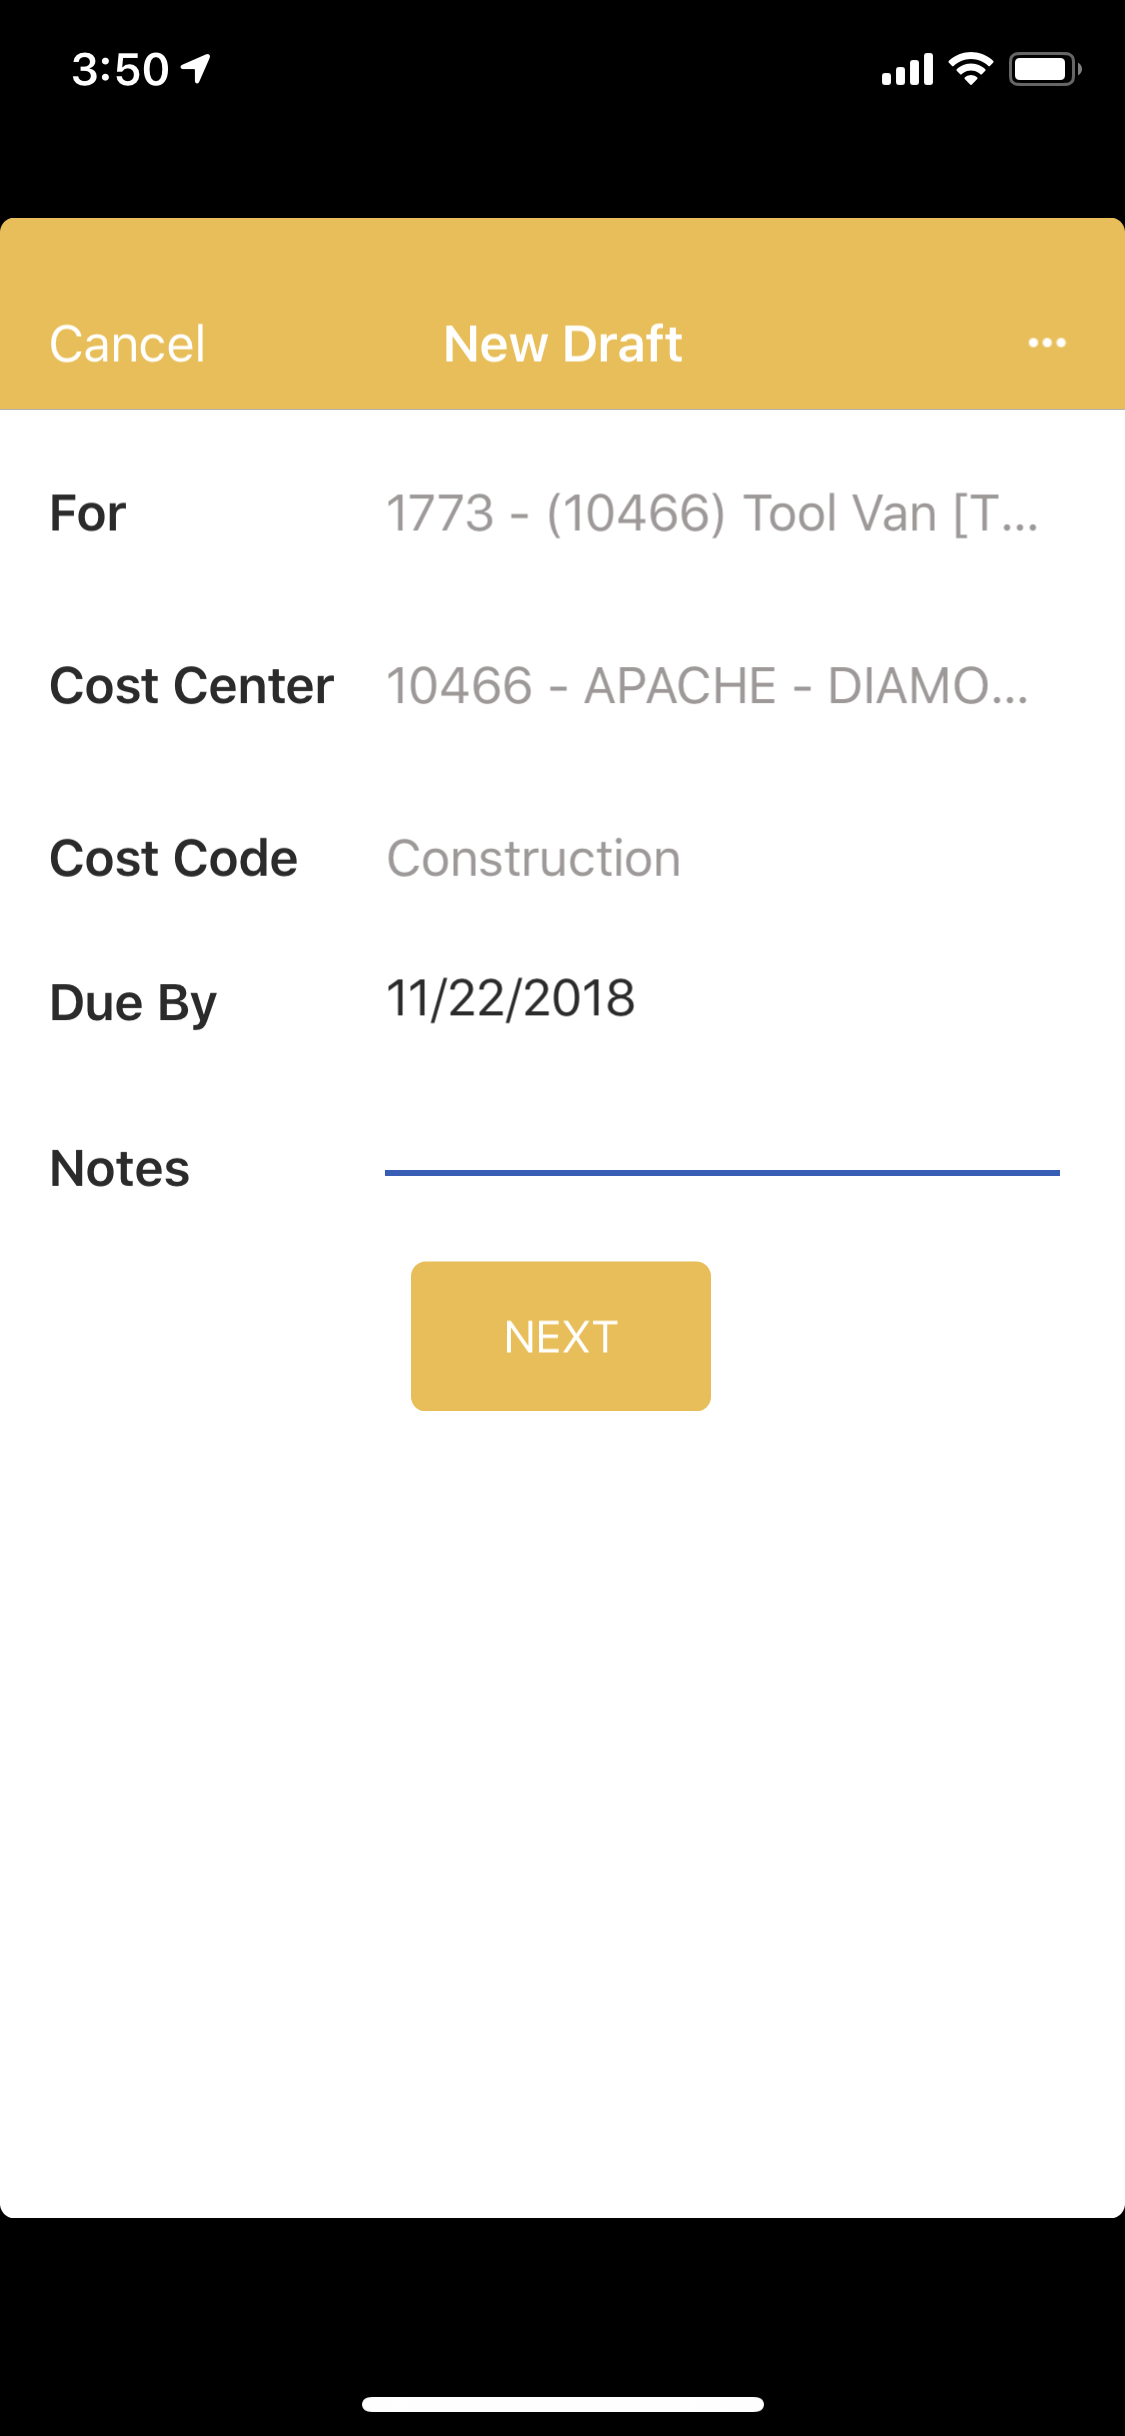 3:50
Cancel New Draft ...
For 1773 - (10466) Tool Van [T...
Cost Center 10466 - APACHE - DIAMO...
Cost Code Construction
Due By 11/22/2018
Notes
NEXT